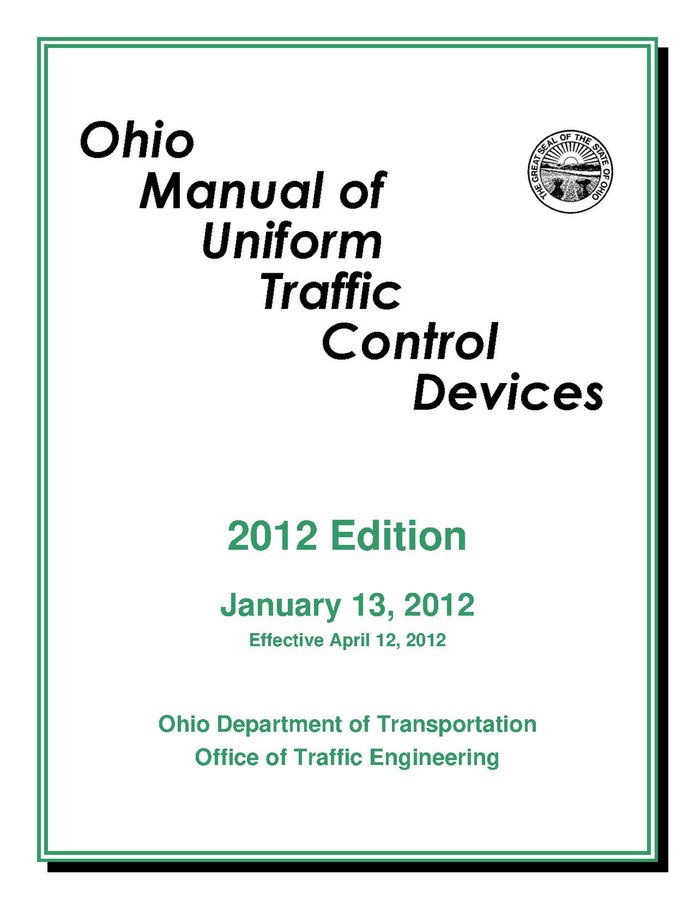 Ohio
Manual of
Uniform
Traffic
Control
Devices
THE GREAT SEAL OF THE STATE OF OHIO
2012 Edition
January 13, 2012
Effective April 12, 2012
Ohio Department of Transportation
Office of Traffic Engineering